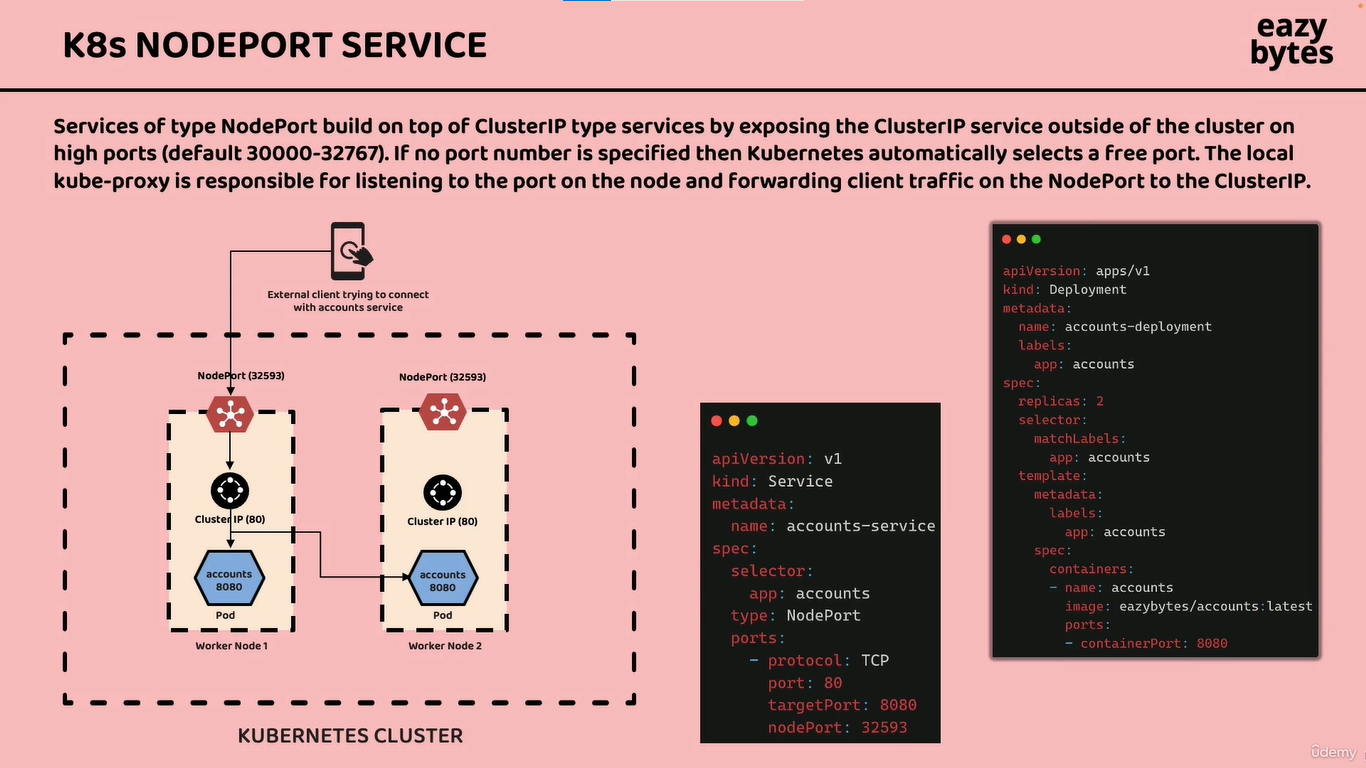 K8s NODEPORT SERVICE
eazy
bytes
Services of type NodePort build on top of ClusterIP type services by exposing the ClusterIP service outside of the cluster on
high ports (default 30000-32767). If no port number is specified then Kubernetes automatically selects a free port. The local
kube-proxy is responsible for listening to the port on the node and forwarding client traffic on the NodePort to the ClusterIP.
External client trying to connect
with accounts service
NodePort (32593)
NodePort (32593)
Cluster IP (80)
Cluster IP (80)
accounts
8080
accounts
8080
Pod
Pod
Worker Node 1
Worker Node 2
KUBERNETES CLUSTER
apiVersion: v1
kind: Service
metadata:
  name: accounts-service
spec:
  selector:
    app: accounts
  type: NodePort
  ports:
    - protocol: TCP
      port: 80
      targetPort: 8080
      nodePort: 32593
apiVersion: apps/v1
kind: Deployment
metadata:
  name: accounts-deployment
  labels:
    app: accounts
spec:
  replicas: 2
  selector:
    matchLabels:
      app: accounts
  template:
    metadata:
      labels:
        app: accounts
    spec:
      containers:
      - name: accounts
        image: eazybytes/accounts:latest
        ports:
        - containerPort: 8080
ûdemy